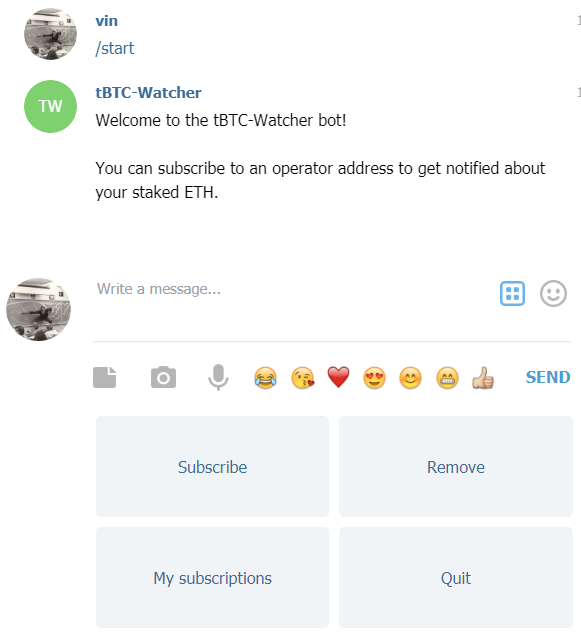 vin
/start
TW
tBTC-Watcher
Welcome to the tBTC-Watcher bot!
You can subscribe to an operator address to get notified about
your staked ETH.
Write a message...
SEND
Subscribe
Remove
My subscriptions
Quit